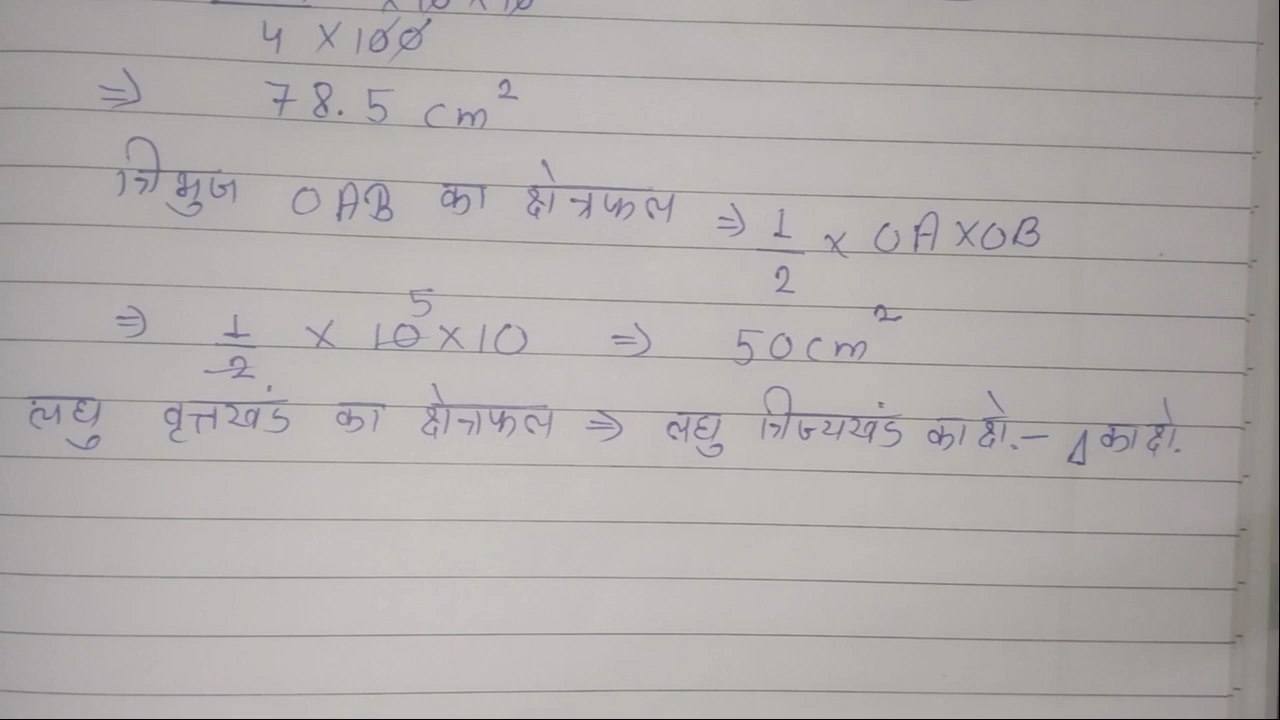 4 × 100
⇒ 78.5 cm²
त्रिभुज OAB का क्षेत्रफल ⇒ 1/2 × OA × OB
⇒ 1/2 × 10 5 × 10 ⇒ 50 cm²
लघु वृत्तखंड का क्षेत्रफल ⇒ लघु त्रिज्यखंड का क्षे. - Δ का क्षे.